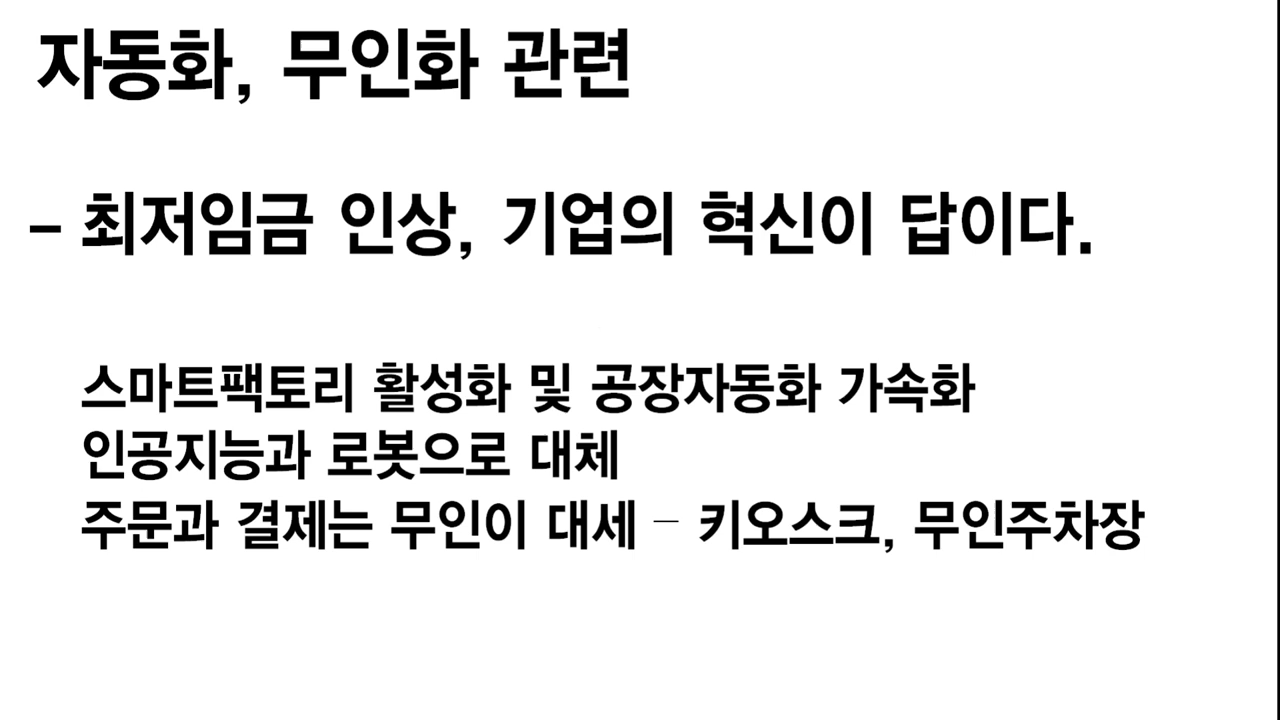 자동화, 무인화 관련
– 최저임금 인상, 기업의 혁신이 답이다.
스마트팩토리 활성화 및 공장자동화 가속화
인공지능과 로봇으로 대체
주문과 결제는 무인이 대세 – 키오스크, 무인주차장